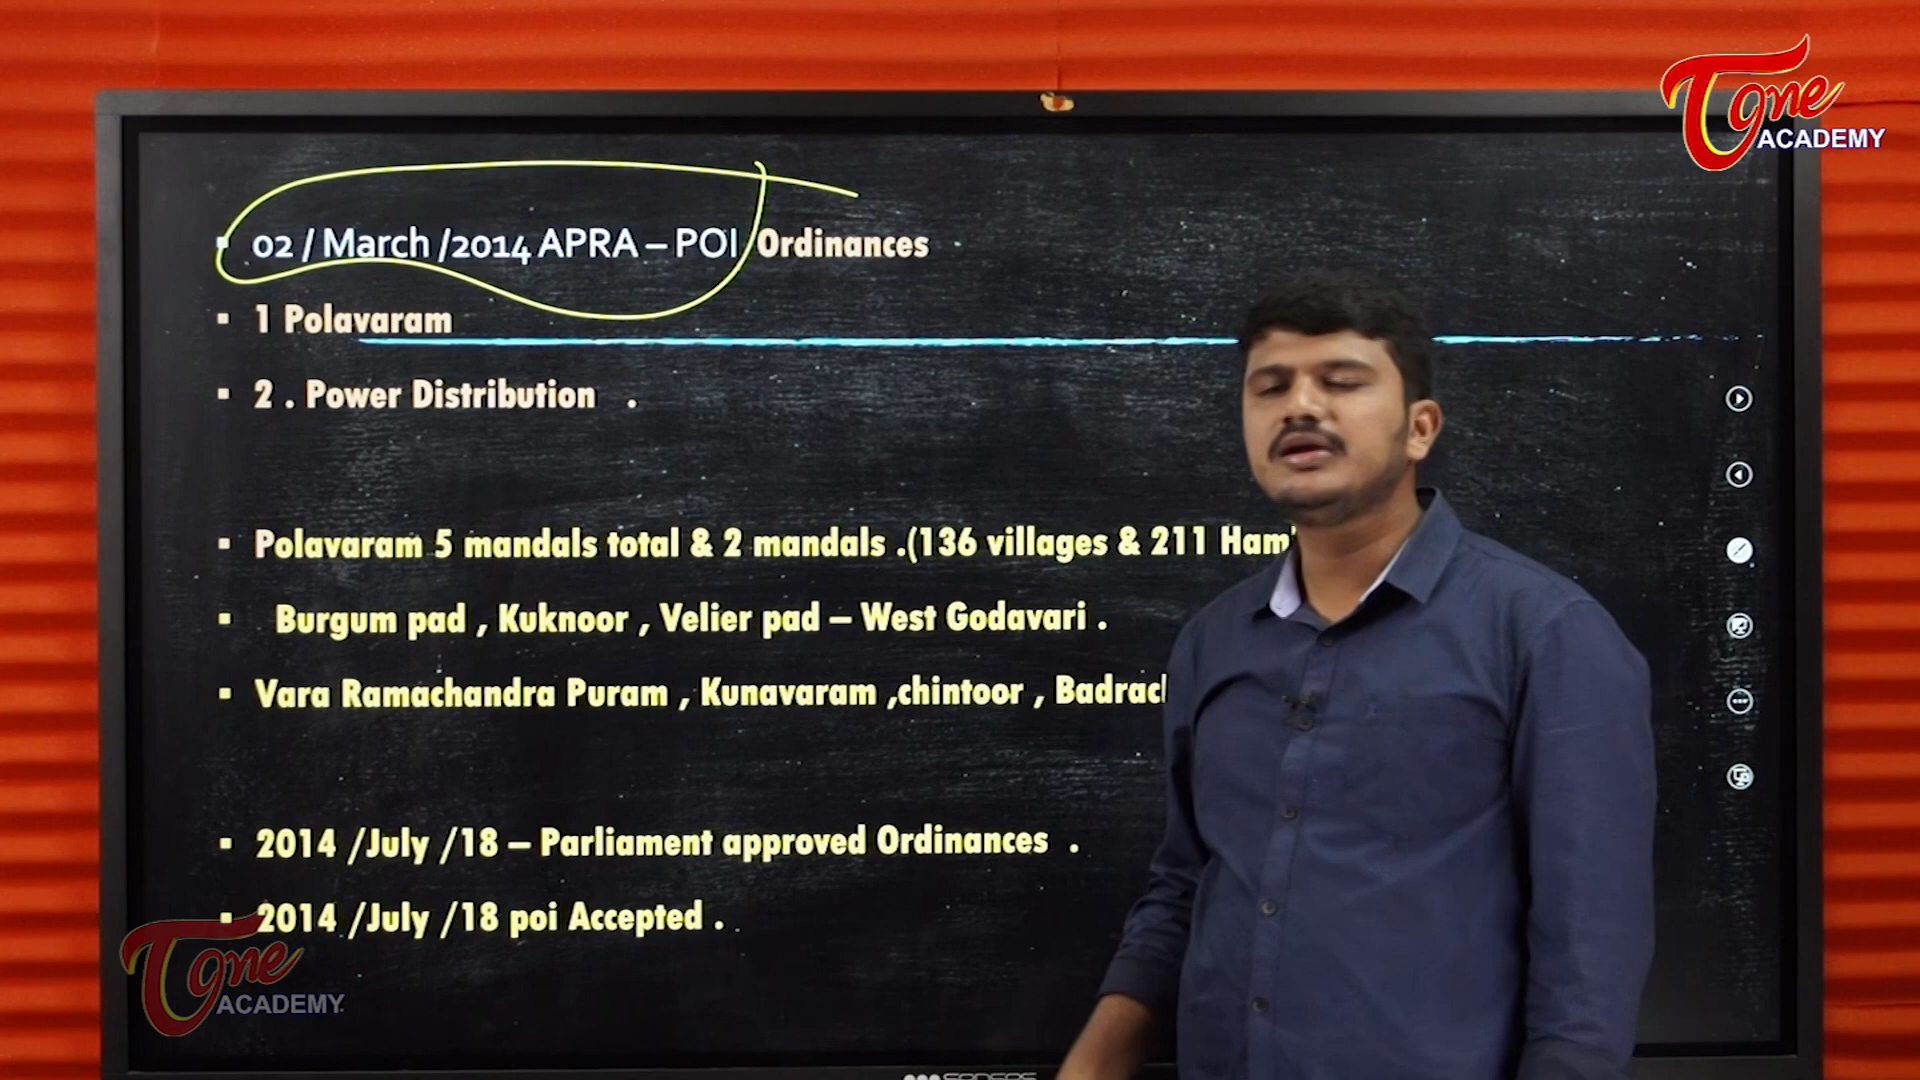 Tone
ACADEMY
02 / March /2014 APRA – POI Ordinances
1 Polavaram
2 . Power Distribution .
Polavaram 5 mandals total & 2 mandals .(136 villages & 211
Burgum pad , Kuknoor , Velier pad – West Godavari .
Vara Ramachandra Puram , Kunavaram ,chintoor ,
2014 /July /18 – Parliament approved Ordinances .
2014 /July /18 poi Accepted .
Tone
ACADEMY